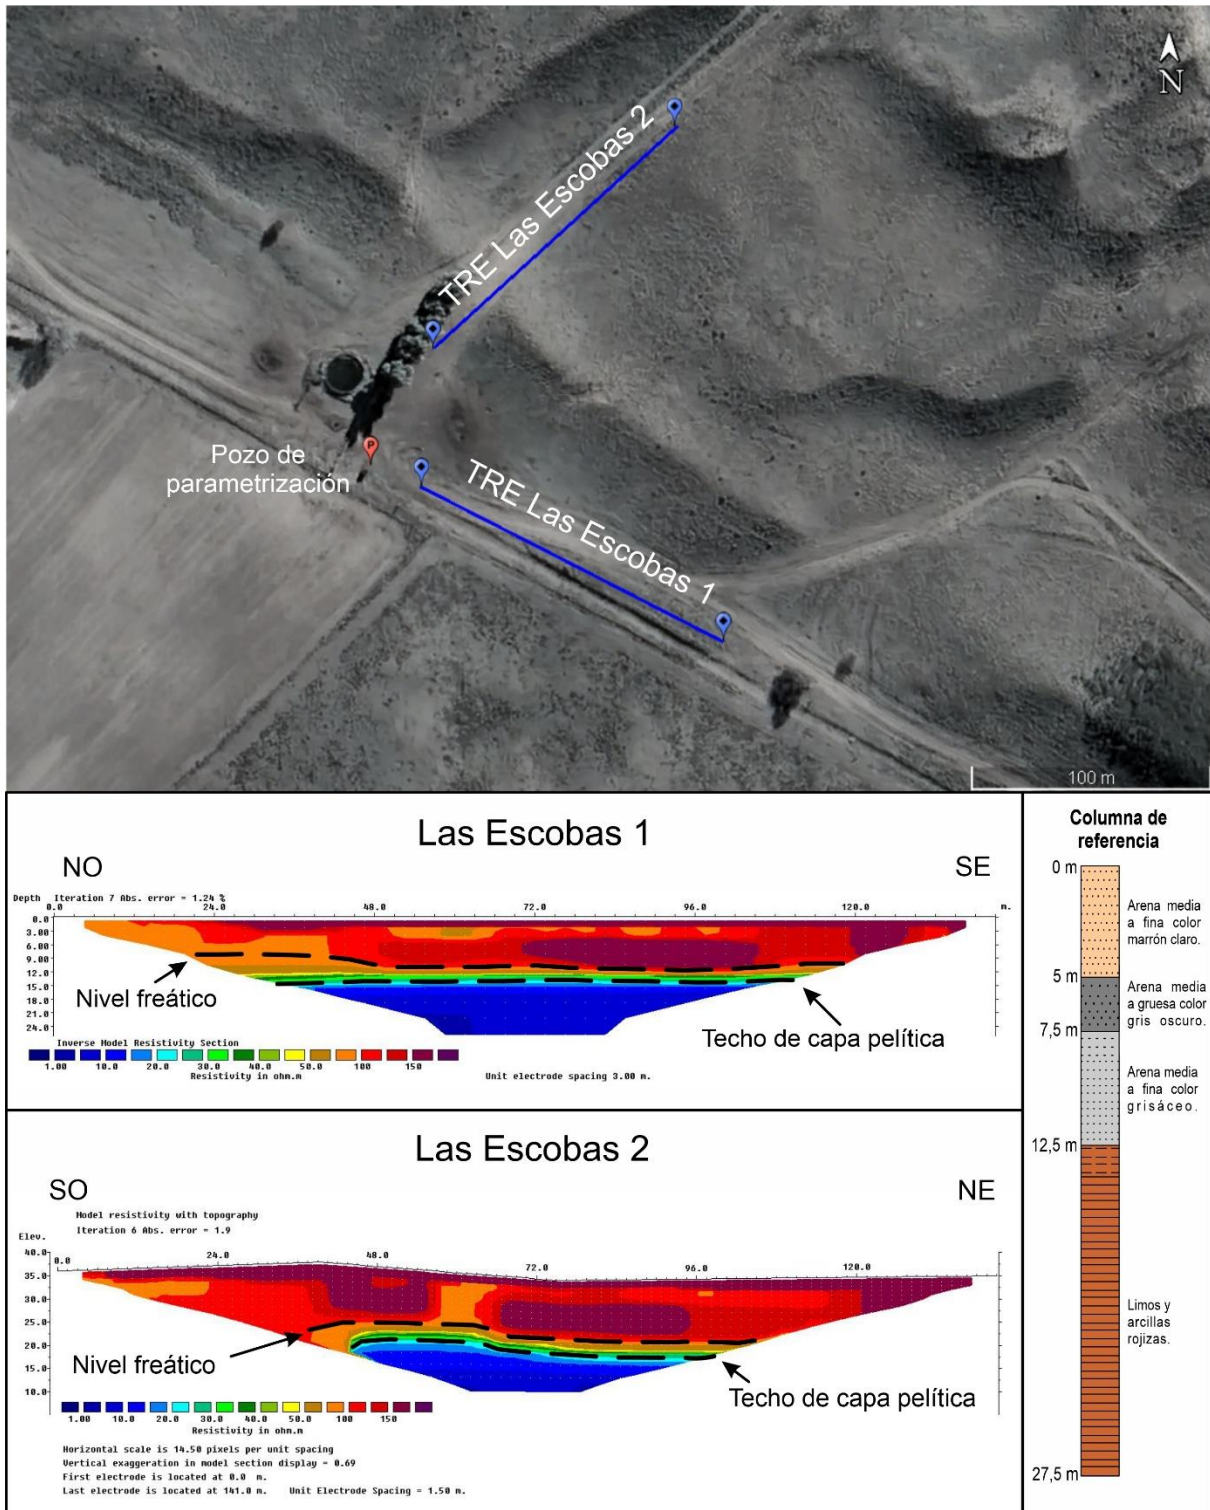 N
TRE Las Escobas 2
Pozo de
parametrización
P
TRE Las Escobas 1
100 m
Las Escobas 1
NO
SE
Depth Iteration 7 Abs. error = 1.24 %
0.0 24.0 48.0 72.0 96.0 120.0 m.
0.0
3.00
6.00
9.00
12.0
15.0
18.0
21.0
24.0
Nivel freático
Techo de capa pelítica
Inverse Model Resistivity Section
1.00 10.0 20.0 30.0 40.0 50.0 100 150
Resistivity in ohm.m
Unit electrode spacing 3.00 m.
Las Escobas 2
SO
NE
Model resistivity with topography
Iteration 6 Abs. error = 1.9
Elev.
0.0 24.0 48.0 72.0 96.0 120.0
40.0
35.0
30.0
25.0
20.0
15.0
10.0
Nivel freático
Techo de capa pelítica
1.00 10.0 20.0 30.0 40.0 50.0 100 150
Resistivity in ohm.m
Horizontal scale is 14.50 pixels per unit spacing
Vertical exaggeration in model section display = 0.69
First electrode is located at 0.0 m.
Last electrode is located at 141.0 m. Unit Electrode Spacing = 1.50 m.
Columna de
referencia
0 m
Arena media
a fina color
marrón claro.
5 m
Arena media
a gruesa color
gris oscuro.
7,5 m
Arena media
a fina color
grisáceo.
12,5 m
Limos y
arcillas
rojizas.
27,5 m